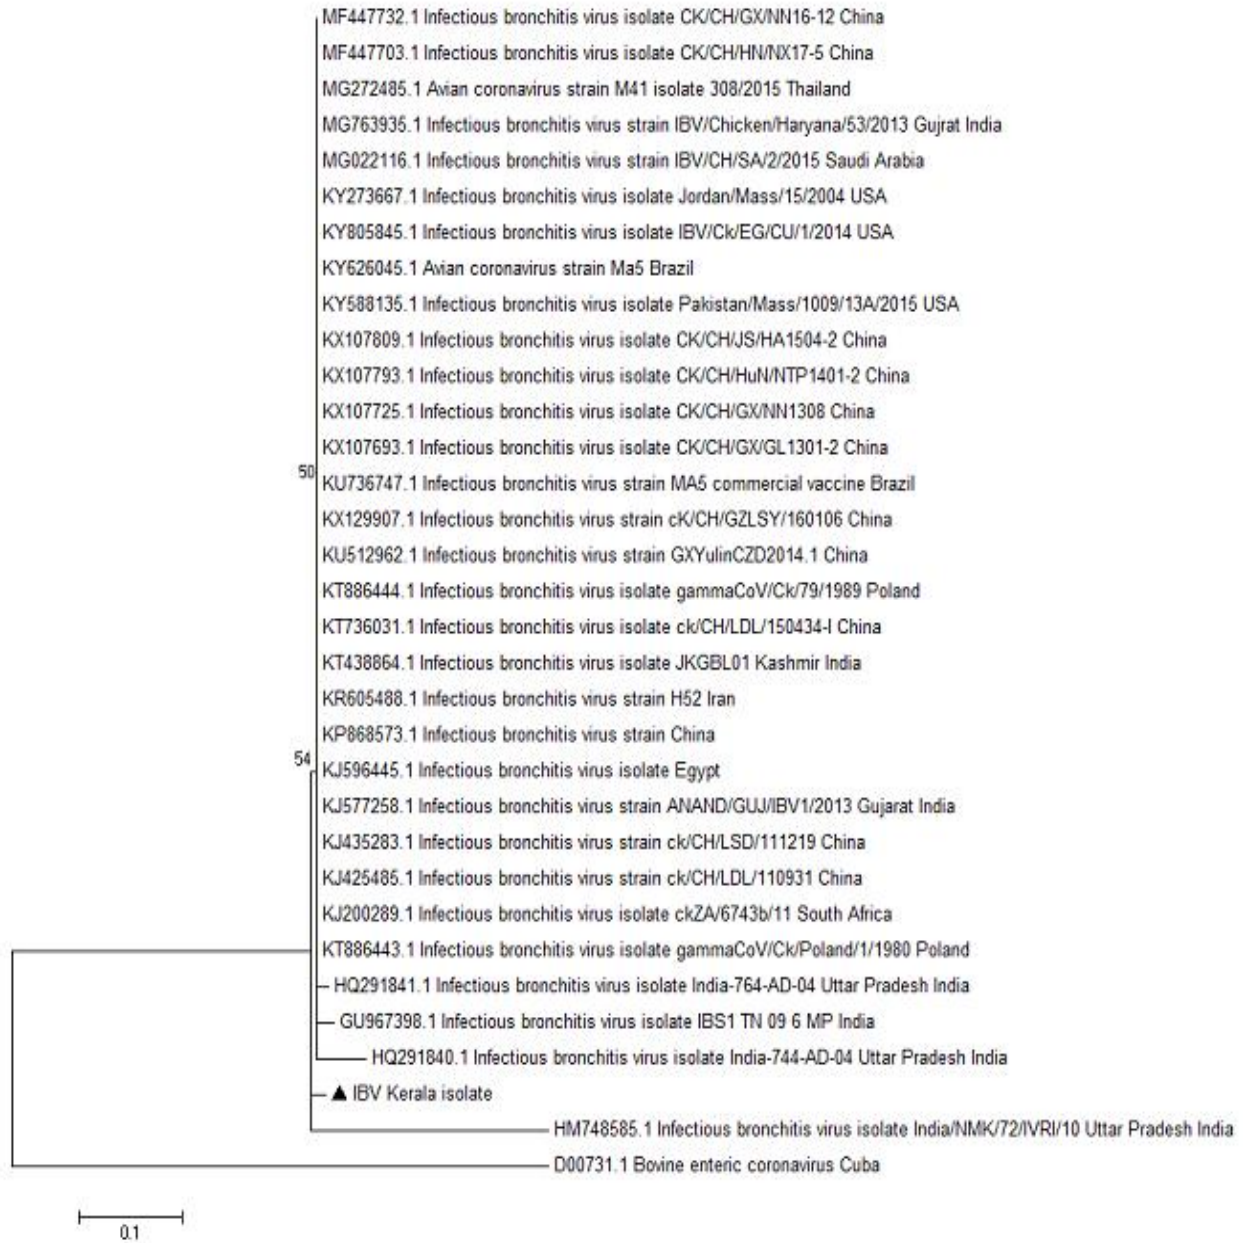 MF447732.1 Infectious bronchitis virus isolate CK/CH/GX/NN16-12 China
MF447703.1 Infectious bronchitis virus isolate CK/CH/HN/NX17-5 China
MG272485.1 Avian coronavirus strain M41 isolate 308/2015 Thailand
MG763935.1 Infectious bronchitis virus strain IBV/Chicken/Haryana/53/2013 Gujrat India
MG022116.1 Infectious bronchitis virus strain IBV/CH/SA/2/2015 Saudi Arabia
KY273667.1 Infectious bronchitis virus isolate Jordan/Mass/15/2004 USA
KY805845.1 Infectious bronchitis virus isolate IBV/Ck/EG/CU/1/2014 USA
KY626045.1 Avian coronavirus strain Ma5 Brazil
KY588135.1 Infectious bronchitis virus isolate Pakistan/Mass/1009/13A/2015 USA
KX107809.1 Infectious bronchitis virus isolate CK/CH/JS/HA1504-2 China
KX107793.1 Infectious bronchitis virus isolate CK/CH/HuN/NTP1401-2 China
KX107725.1 Infectious bronchitis virus isolate CK/CH/GX/NN1308 China
KX107693.1 Infectious bronchitis virus isolate CK/CH/GX/GL1301-2 China
50
KU736747.1 Infectious bronchitis virus strain MA5 commercial vaccine Brazil
KX129907.1 Infectious bronchitis virus strain cK/CH/GZLSY/160106 China
KU512962.1 Infectious bronchitis virus strain GXYulinCZD2014.1 China
KT886444.1 Infectious bronchitis virus isolate gammaCoV/Ck/79/1989 Poland
KT736031.1 Infectious bronchitis virus isolate ck/CH/LDL/150434-I China
KT438864.1 Infectious bronchitis virus isolate JKGBL01 Kashmir India
KR605488.1 Infectious bronchitis virus strain H52 Iran
KP868573.1 Infectious bronchitis virus strain China
54
KJ596445.1 Infectious bronchitis virus isolate Egypt
KJ577258.1 Infectious bronchitis virus strain ANAND/GUJ/IBV1/2013 Gujarat India
KJ435283.1 Infectious bronchitis virus strain ck/CH/LSD/111219 China
KJ425485.1 Infectious bronchitis virus strain ck/CH/LDL/110931 China
KJ200289.1 Infectious bronchitis virus isolate ckZA/6743b/11 South Africa
KT886443.1 Infectious bronchitis virus isolate gammaCoV/Ck/Poland/1/1980 Poland
HQ291841.1 Infectious bronchitis virus isolate India-764-AD-04 Uttar Pradesh India
GU967398.1 Infectious bronchitis virus isolate IBS1 TN 09 6 MP India
HQ291840.1 Infectious bronchitis virus isolate India-744-AD-04 Uttar Pradesh India
IBV Kerala isolate
HM748585.1 Infectious bronchitis virus isolate India/NMK/72/IVRI/10 Uttar Pradesh India
D00731.1 Bovine enteric coronavirus Cuba
0.1